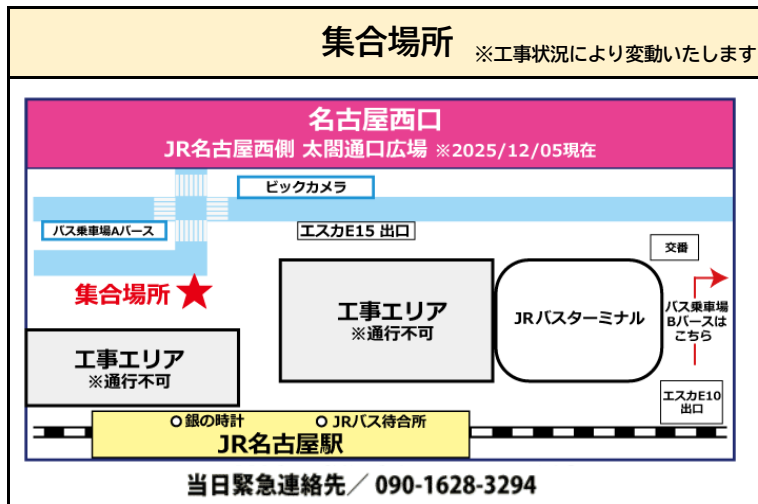 集合場所 ※工事状況により変動いたします
名古屋西口
JR名古屋西側 太閤通口広場 ※2025/12/05現在
ビックカメラ
バス乗車場Aバース
エスカE15 出口
交番
集合場所
工事エリア
※通行不可
JRバスターミナル
バス乗車場
Bバースは
こちら
工事エリア
※通行不可
エスカE10
出口
銀の時計
JRバス待合所
JR名古屋駅
当日緊急連絡先／ 090-1628-3294